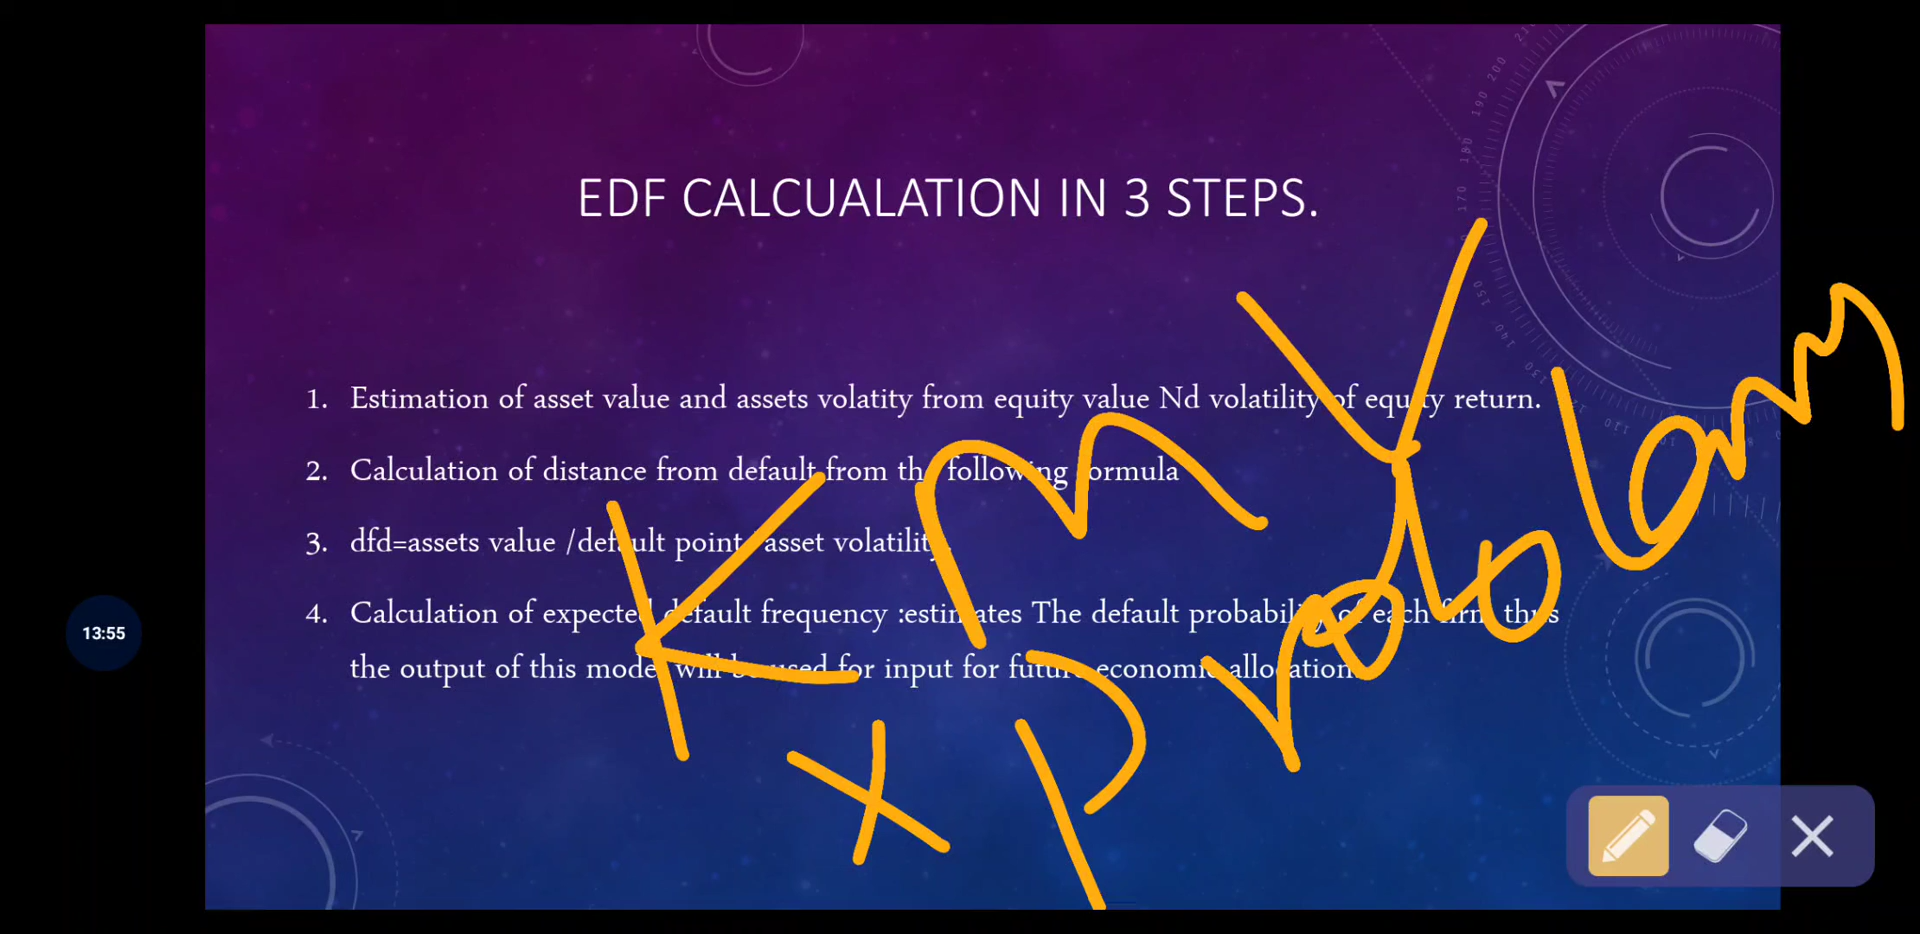 EDF CALCUALATION IN 3 STEPS.
1. Estimation of asset value and assets volatity from equity value Nd volatility of equity return.
2. Calculation of distance from default from the following formula
3. dfd=assets value /default point asset volatility.
4. Calculation of expected default frequency :estimates The default probability of each firm thus
the output of this model will be used for input for future economic allocation.
KMY
+ problam
13:55